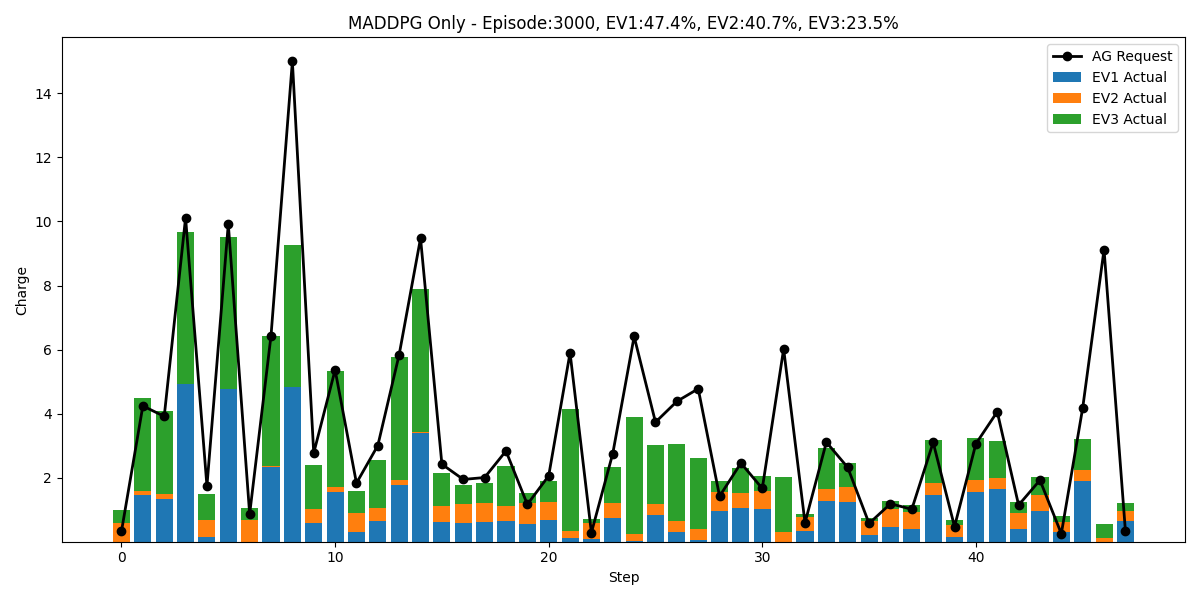 MADDPG Only - Episode:3000, EV1:47.4%, EV2:40.7%, EV3:23.5%
AG Request
EV1 Actual
EV2 Actual
EV3 Actual
Charge
14
12
10
8
6
4
2
0
10
20
30
40
Step